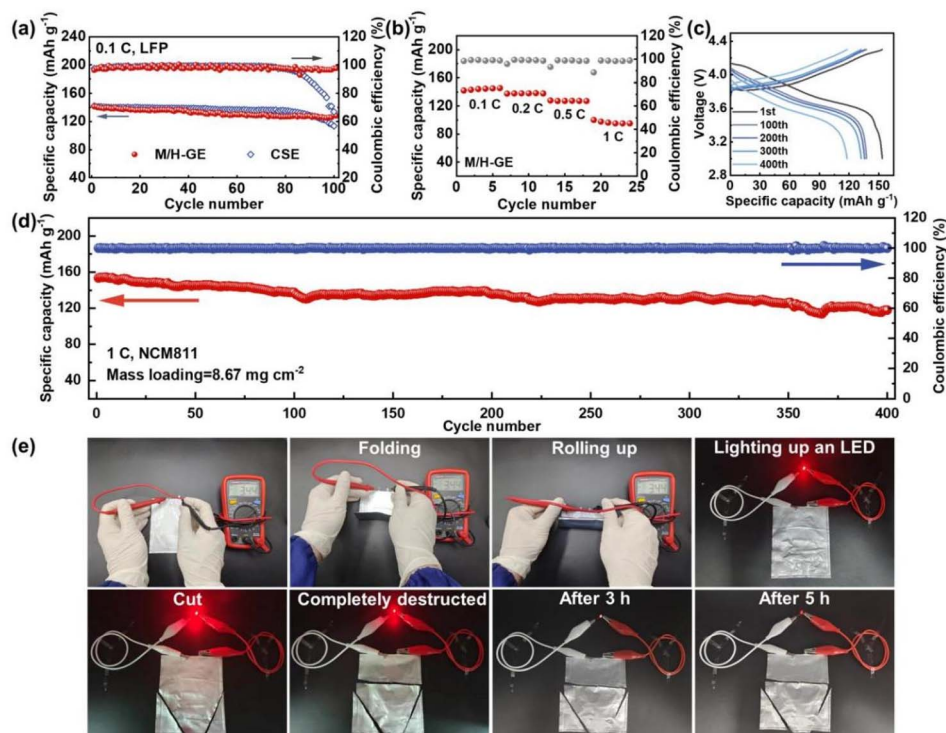 (a)
0.1 C, LFP
M/H-GE
CSE
Specific capacity (mAh g⁻¹)
240
200
160
120
80
40
0 20 40 60 80 100
Cycle number
120
100
80
60
40
20
Coulombic efficiency (%)
(b)
0.1 C
0.2 C
0.5 C
1 C
M/H-GE
Specific capacity (mAh g⁻¹)
200
160
120
80
40
0 5 10 15 20 25
Cycle number
120
100
80
60
40
20
0
Coulombic efficiency (%)
(c)
Voltage (V)
4.4
4.0
3.6
3.2
2.8
1st
100th
200th
300th
400th
0 30 60 90 120 150
Specific capacity (mAh g⁻¹)
(d)
Specific capacity (mAh g⁻¹)
200
160
120
80
40
1 C, NCM811
Mass loading=8.67 mg cm⁻²
0 50 100 150 200 250 300 350 400
Cycle number
120
100
80
60
40
20
0
Coulombic efficiency (%)
(e)
Folding
Rolling up
Lighting up an LED
Cut
Completely destructed
After 3 h
After 5 h